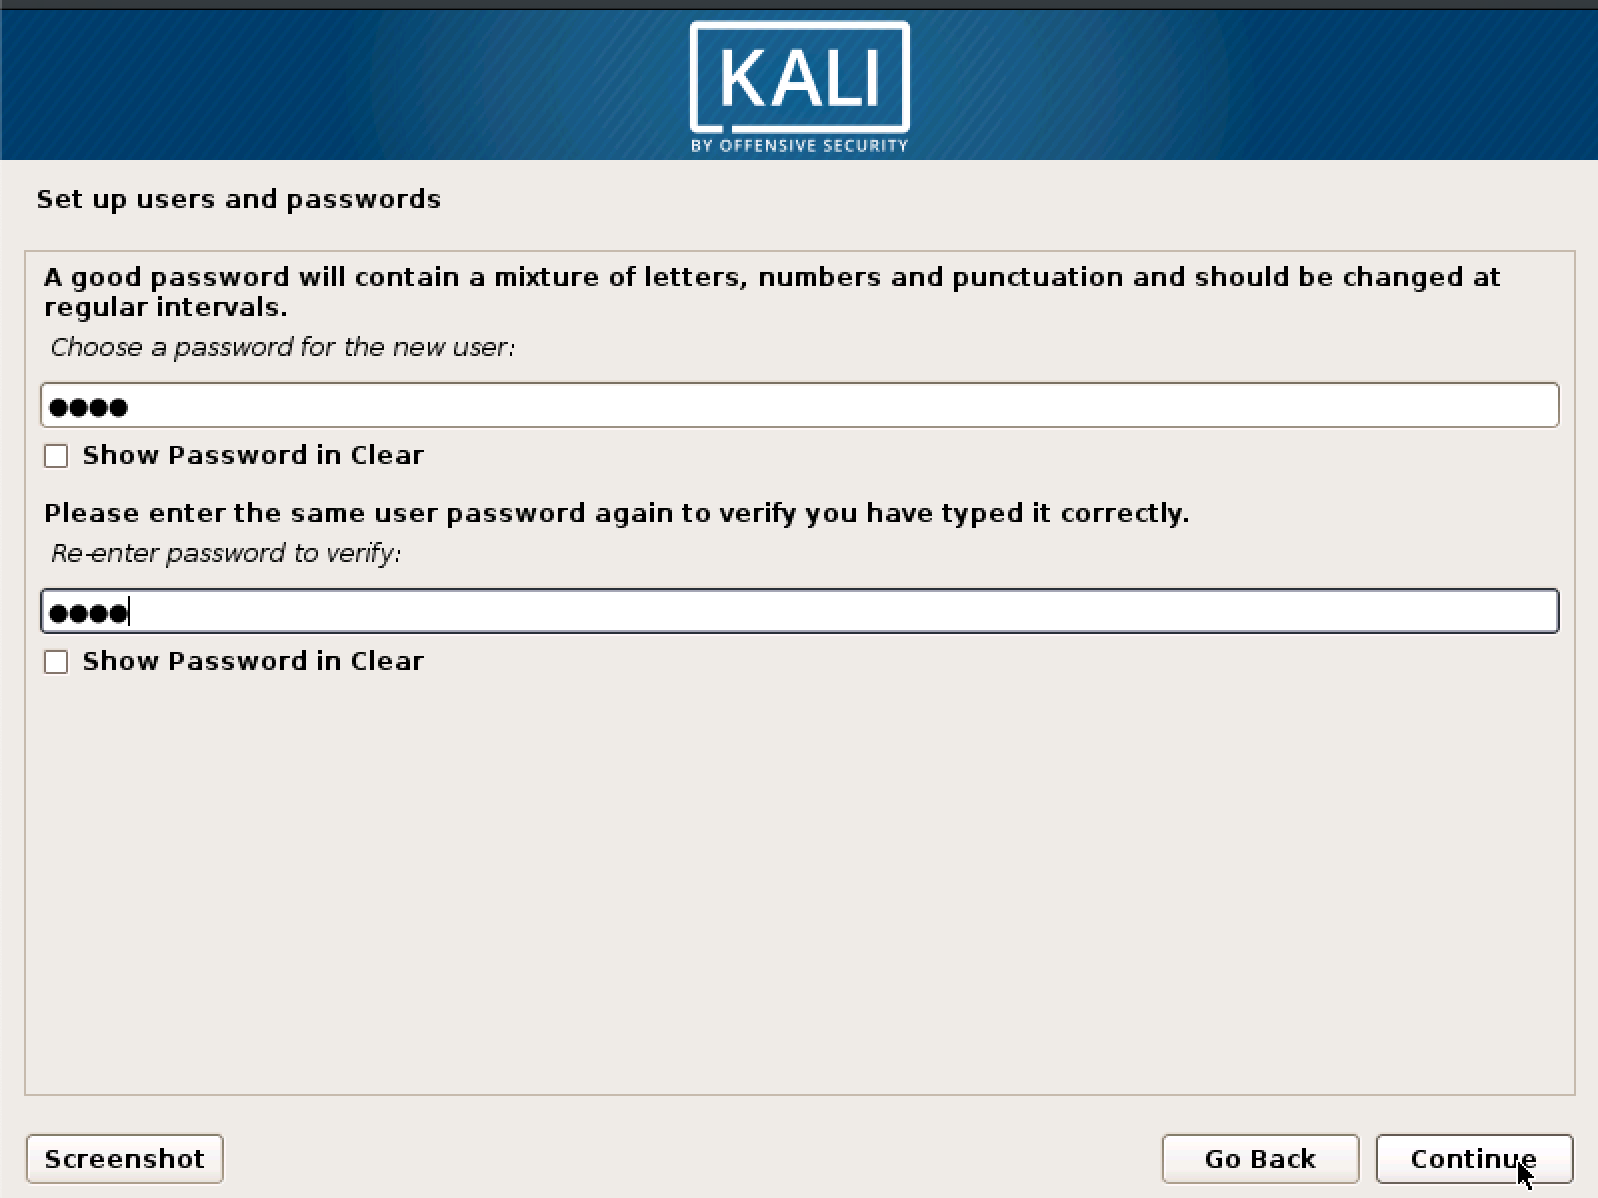 KALI
BY OFFENSIVE SECURITY
Set up users and passwords
A good password will contain a mixture of letters, numbers and punctuation and should be changed at
regular intervals.
Choose a password for the new user:
●●●●
Show Password in Clear
Please enter the same user password again to verify you have typed it correctly.
Re-enter password to verify:
●●●●
Show Password in Clear
Screenshot
Go Back
Continue